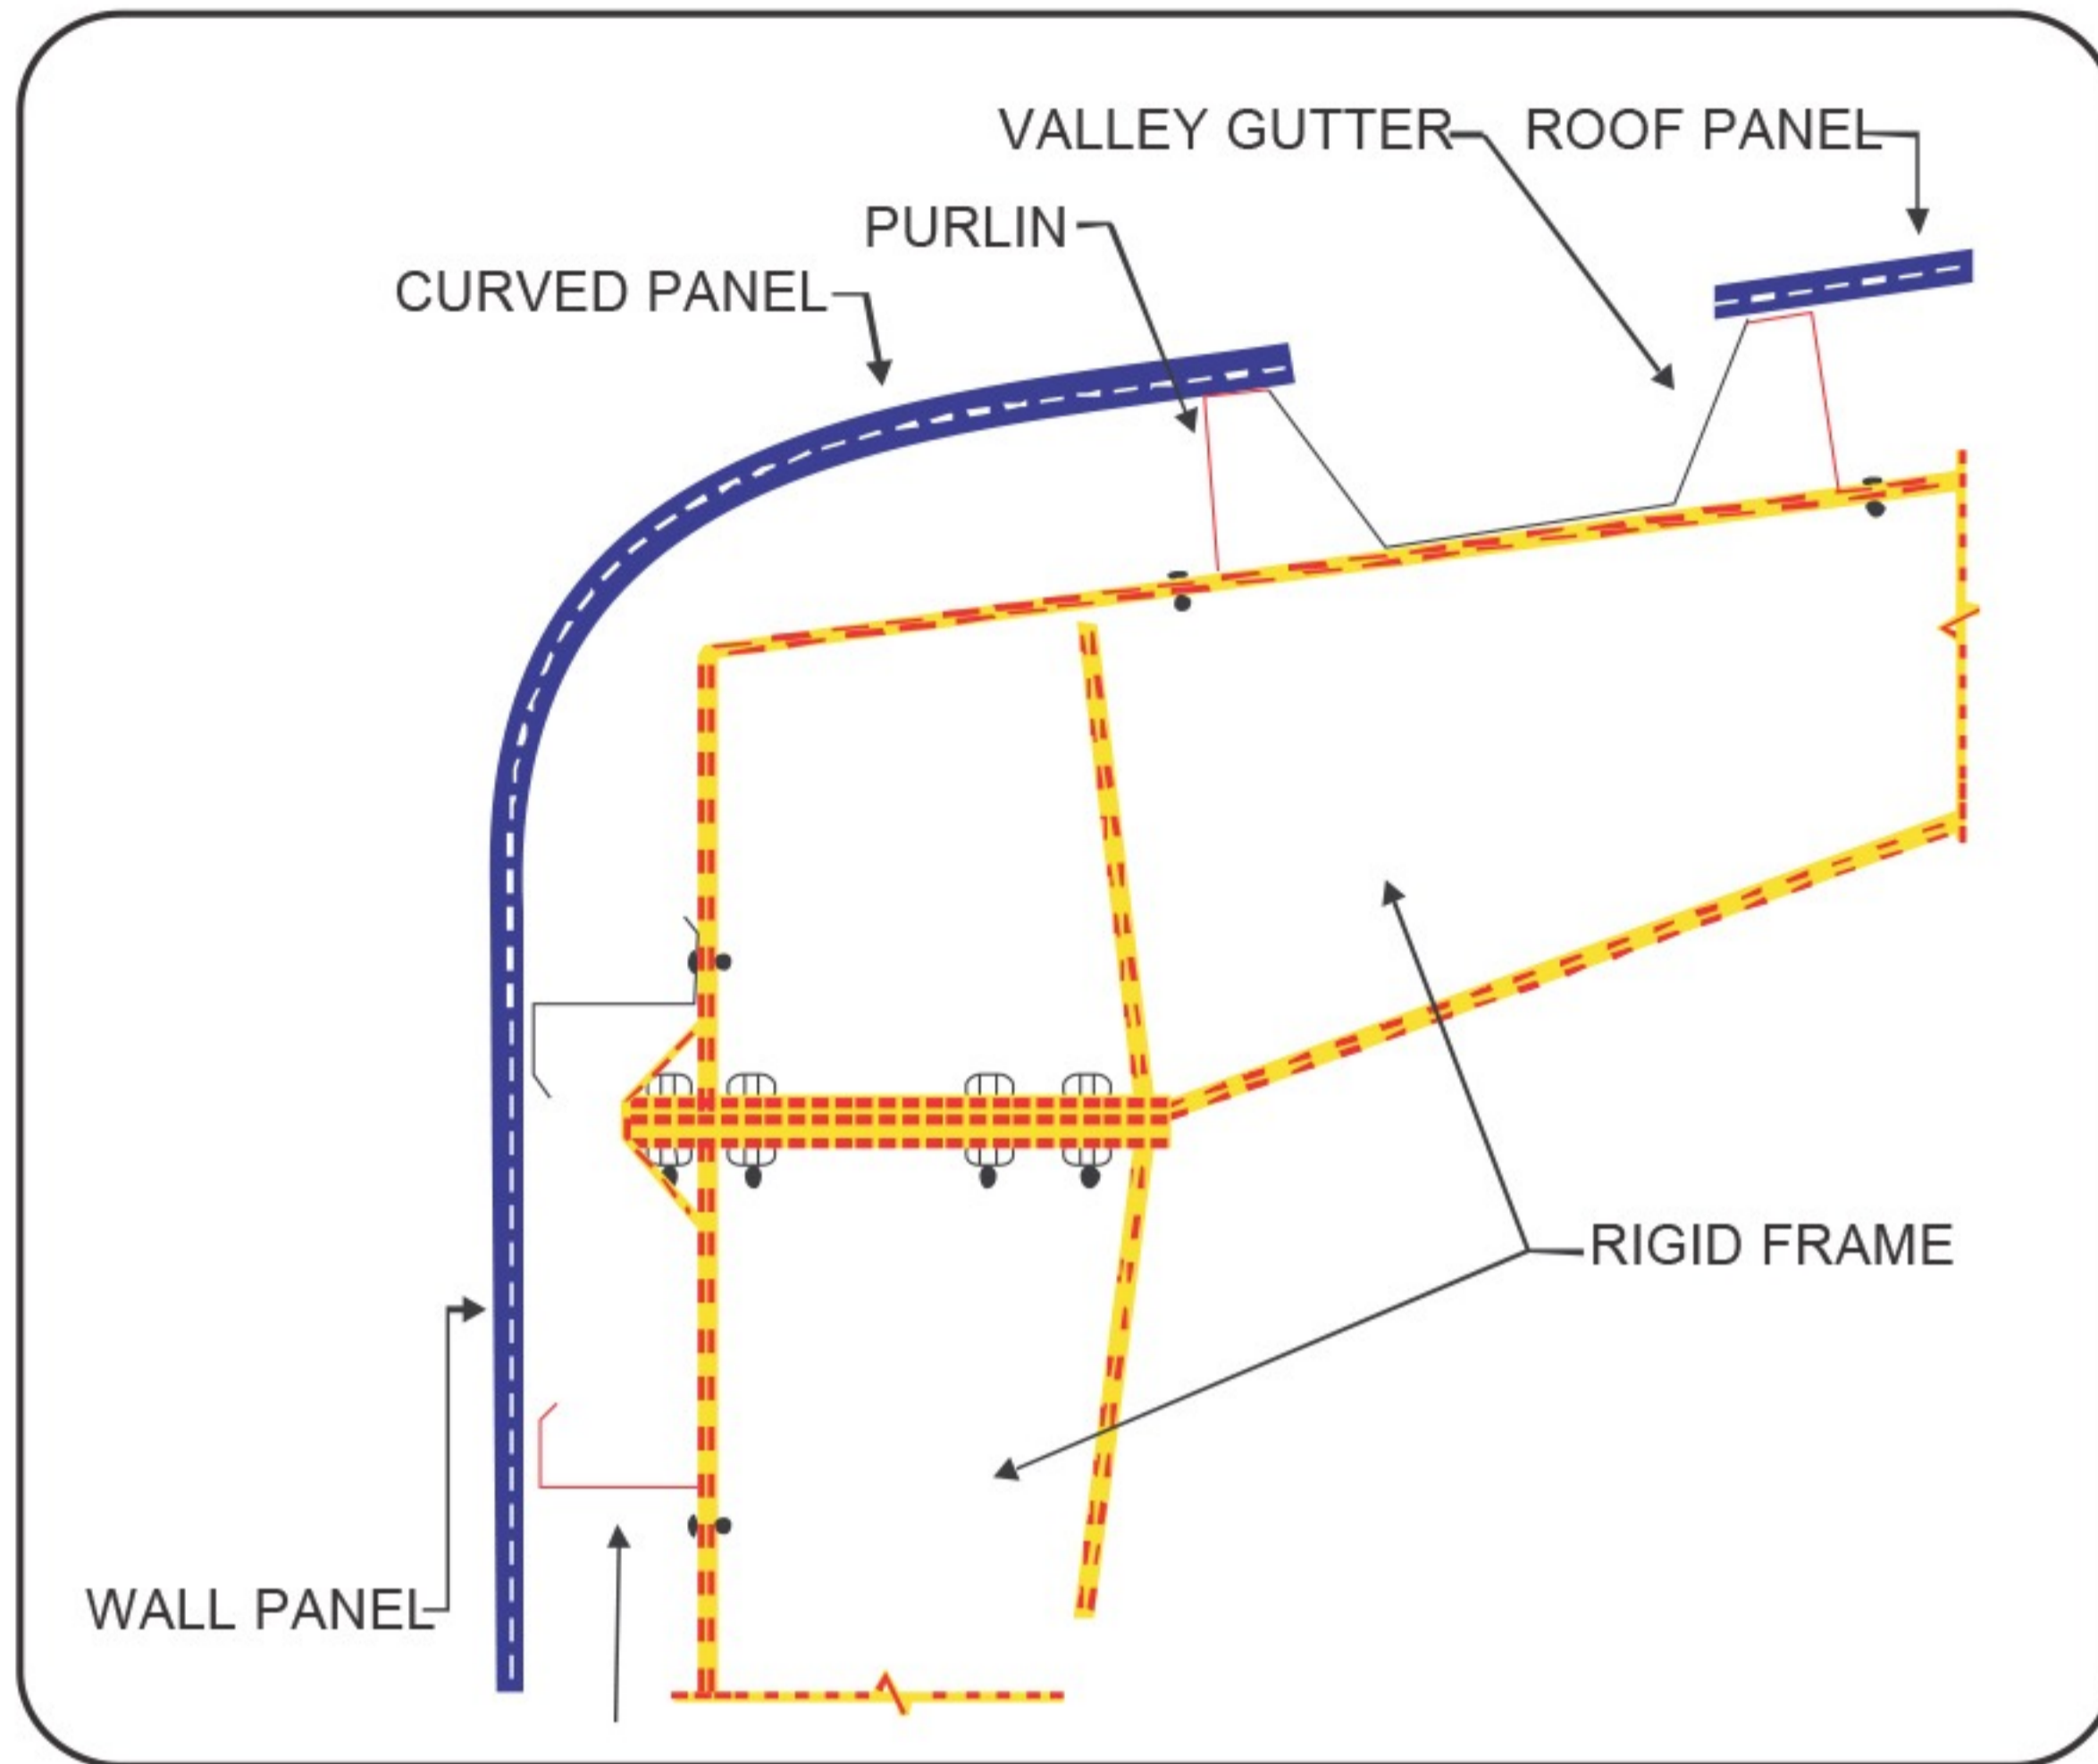 VALLEY GUTTER
ROOF PANEL
PURLIN
CURVED PANEL
RIGID FRAME
WALL PANEL